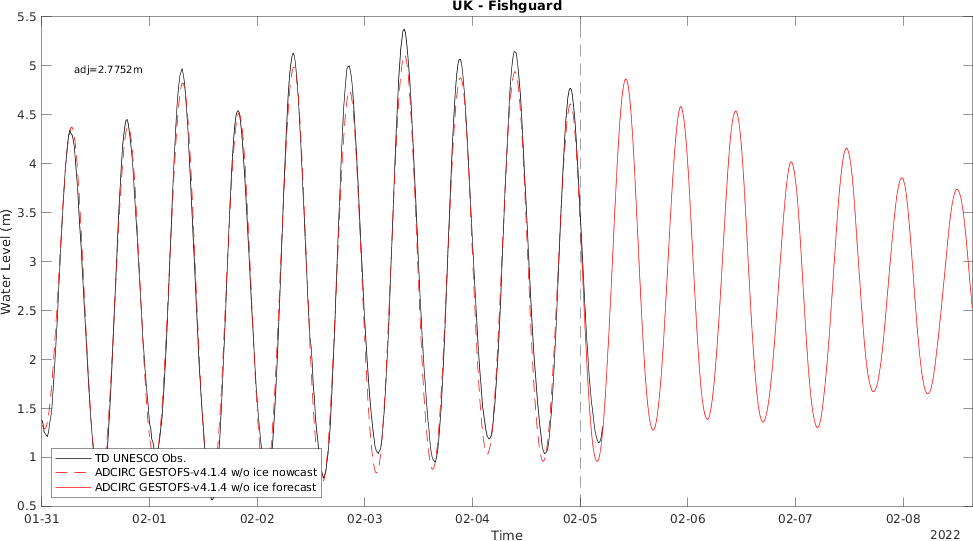 UK - Fishguard
adj=2.7752m
Water Level (m)
5.5
5
4.5
4
3.5
3
2.5
2
1.5
1
0.5
TD UNESCO Obs.
ADCIRC GESTOFS-v4.1.4 w/o ice nowcast
ADCIRC GESTOFS-v4.1.4 w/o ice forecast
01-31 02-01 02-02 02-03 02-04 02-05 02-06 02-07 02-08
Time
2022